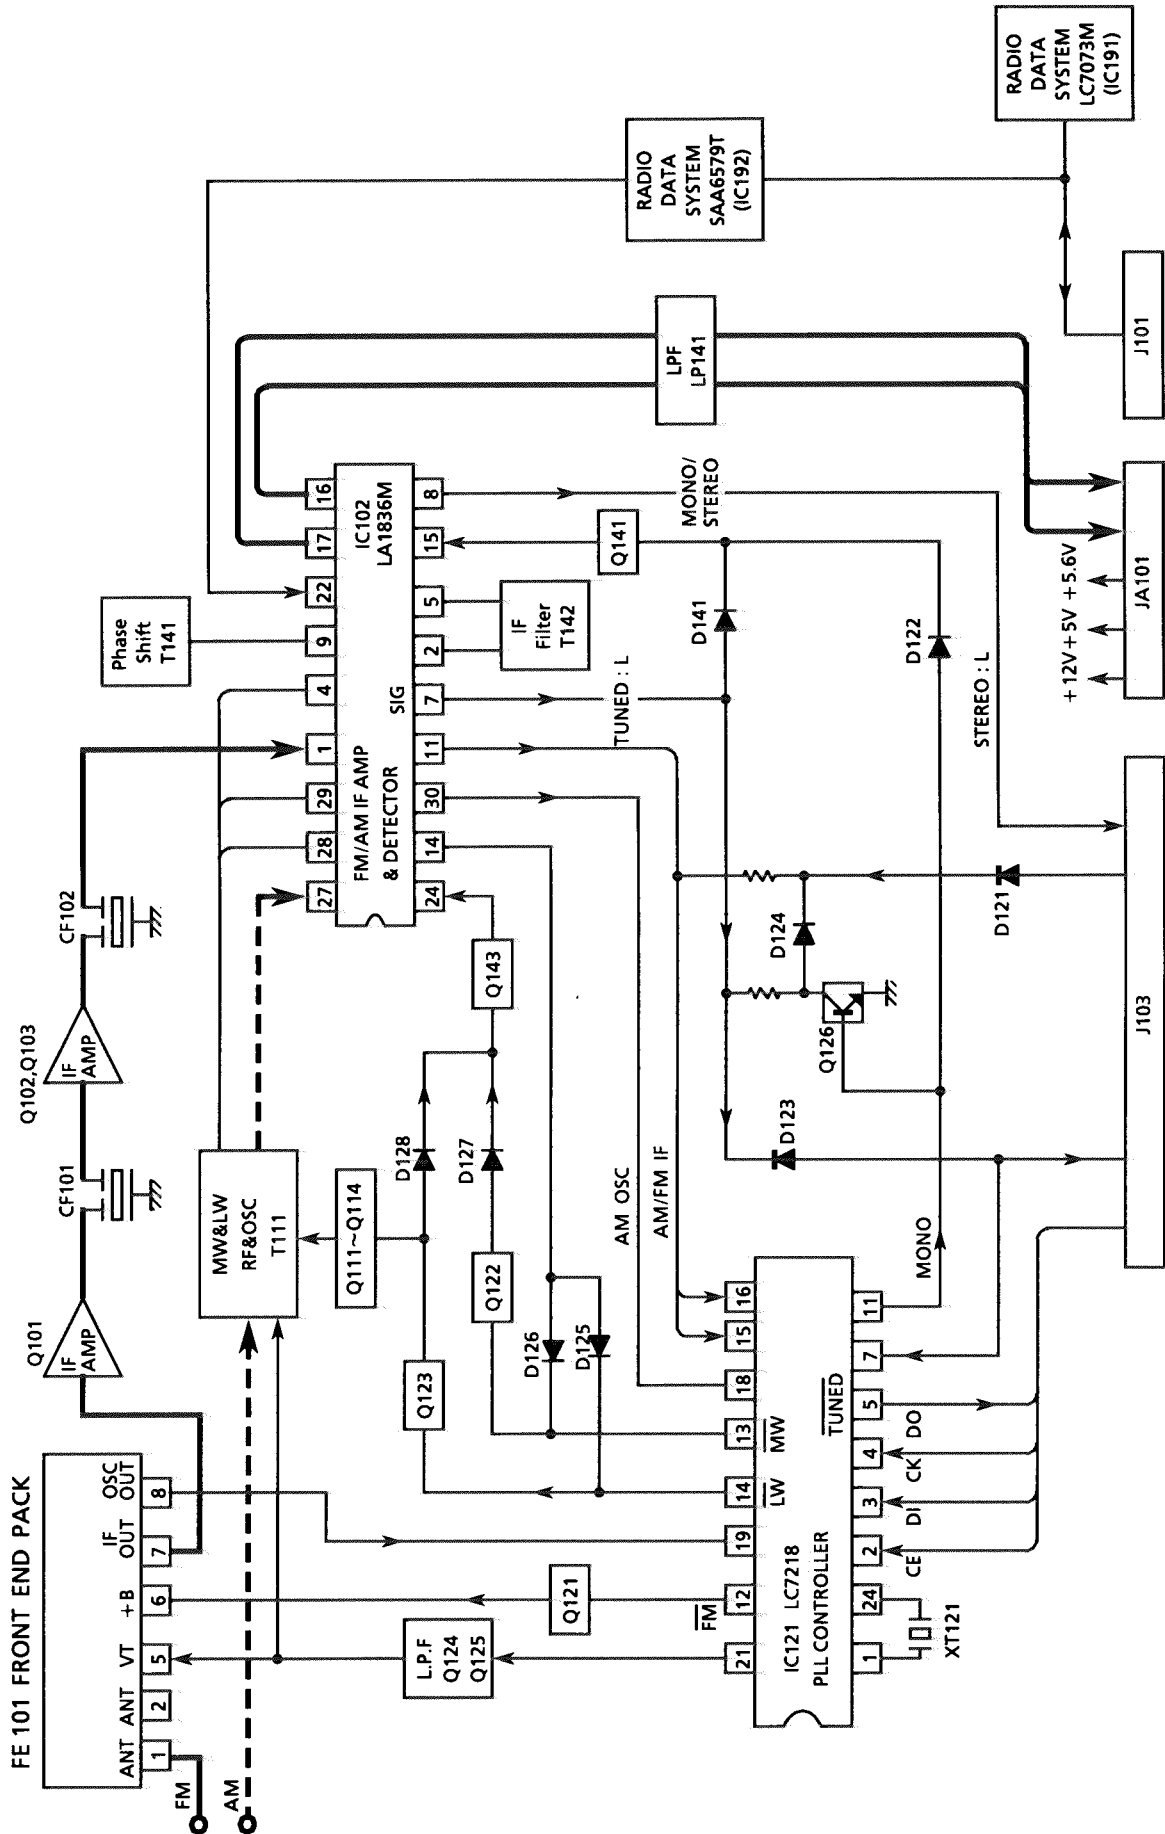 FE101 FRONT END PACK
ANT
ANT
VT
+B
IF
OUT
OSC
OUT
1
2
5
6
7
8
FM
AM
Q101
IF
AMP
CF101
Q102,Q103
IF
AMP
CF102
MW&LW
RF&OSC
T111
Phase
Shift
T141
RADIO
DATA
SYSTEM
SAA6579T
(IC192)
RADIO
DATA
SYSTEM
LC7073M
(IC191)
27
28
29
1
4
9
22
17
16
FM/AM IF AMP
& DETECTOR
SIG
IC102
LA1836M
24
14
30
11
7
2
5
15
8
IF
Filter
T142
LPF
LP141
Q111~Q114
D128
D127
Q143
Q123
Q122
D126
D125
L.P.F
Q124
Q125
Q121
AM OSC
AM/FM IF
TUNED : L
MONO/
STEREO
Q141
D141
D122
D124
Q126
D123
D121
MONO
STEREO : L
21
12
19
14
13
18
15
16
FM
LW
MW
IC121 LC7218
PLL CONTROLLER
TUNED
1
24
2
3
4
5
7
11
XT121
CE
DI
CK
DO
+12V +5V +5.6V
J103
JA101
J101